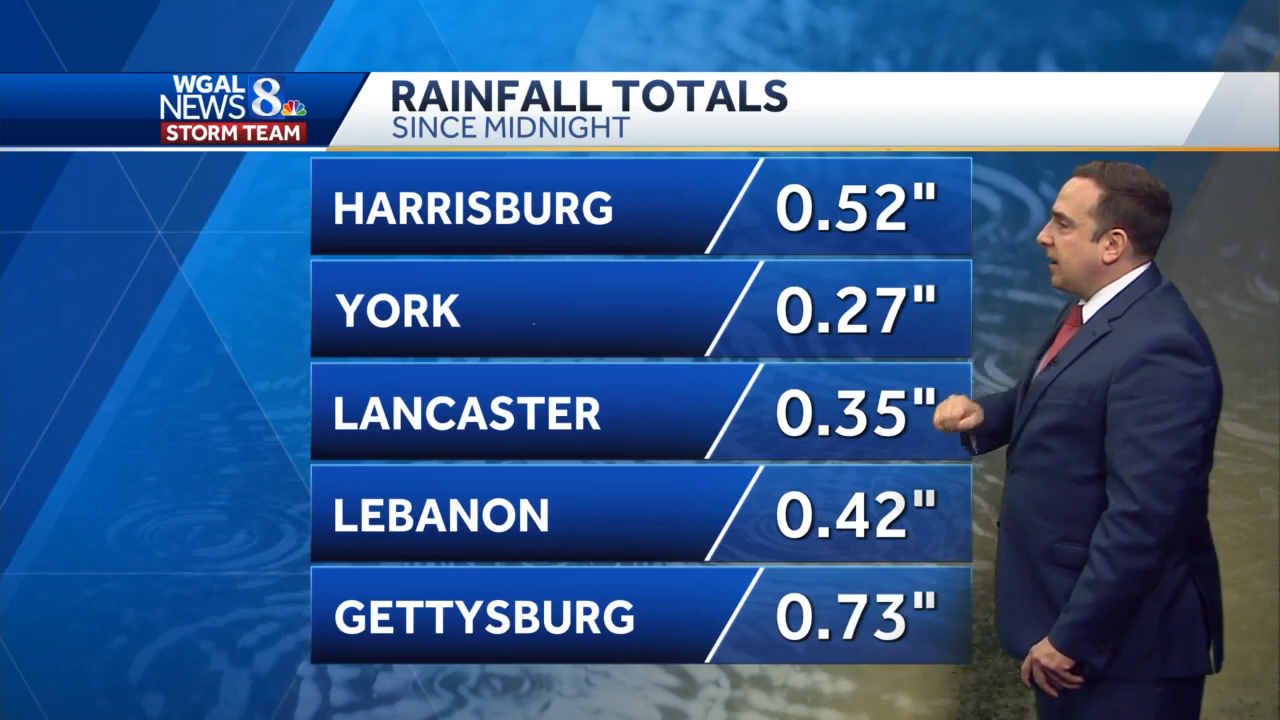 WGAL
NEWS 8
STORM TEAM
RAINFALL TOTALS
SINCE MIDNIGHT
HARRISBURG 0.52"
YORK 0.27"
LANCASTER 0.35"
LEBANON 0.42"
GETTYSBURG 0.73"